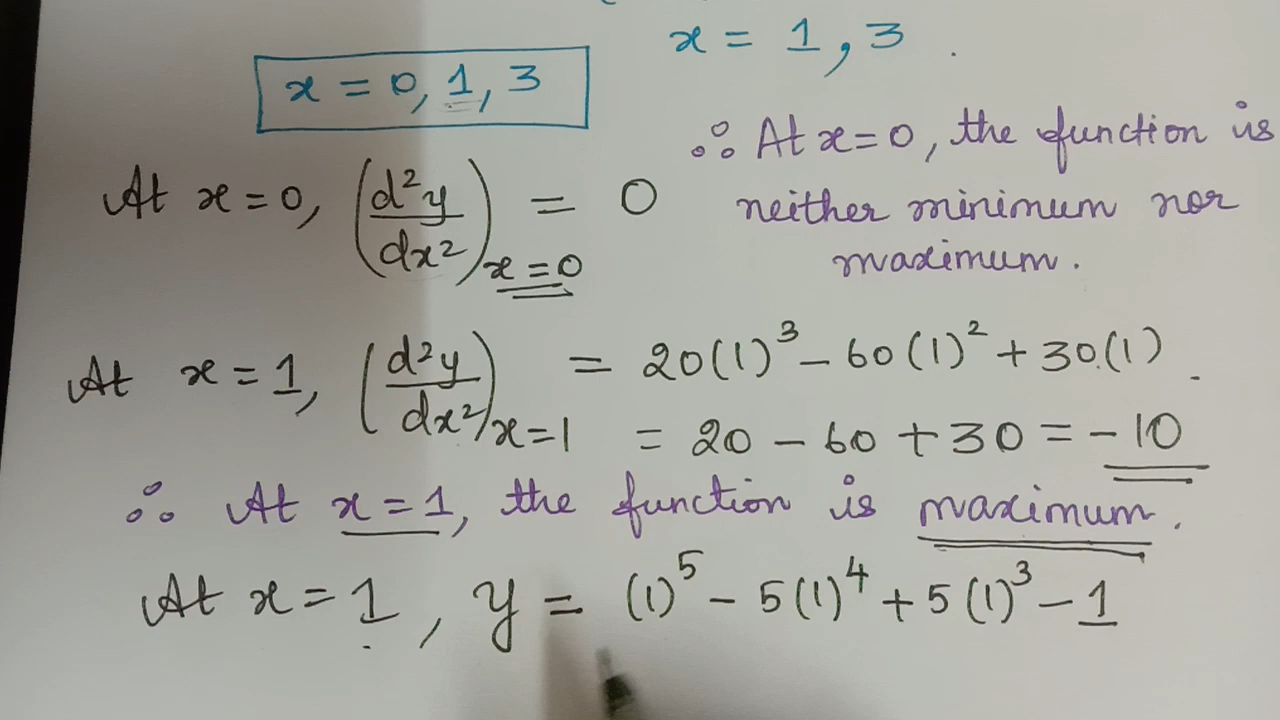 x = 1, 3.
x = 0, 1, 3
∴ At x=0, the function is
neither minimum nor
maximum.
At x=0, (d²y/dx²)x=0 = 0
At x=1, (d²y/dx²)x=1 = 20(1)³ - 60(1)² + 30(1).
= 20 - 60 + 30 = -10
∴ At x=1, the function is maximum.
At x = 1, y = (1)⁵ - 5(1)⁴ + 5(1)³ - 1